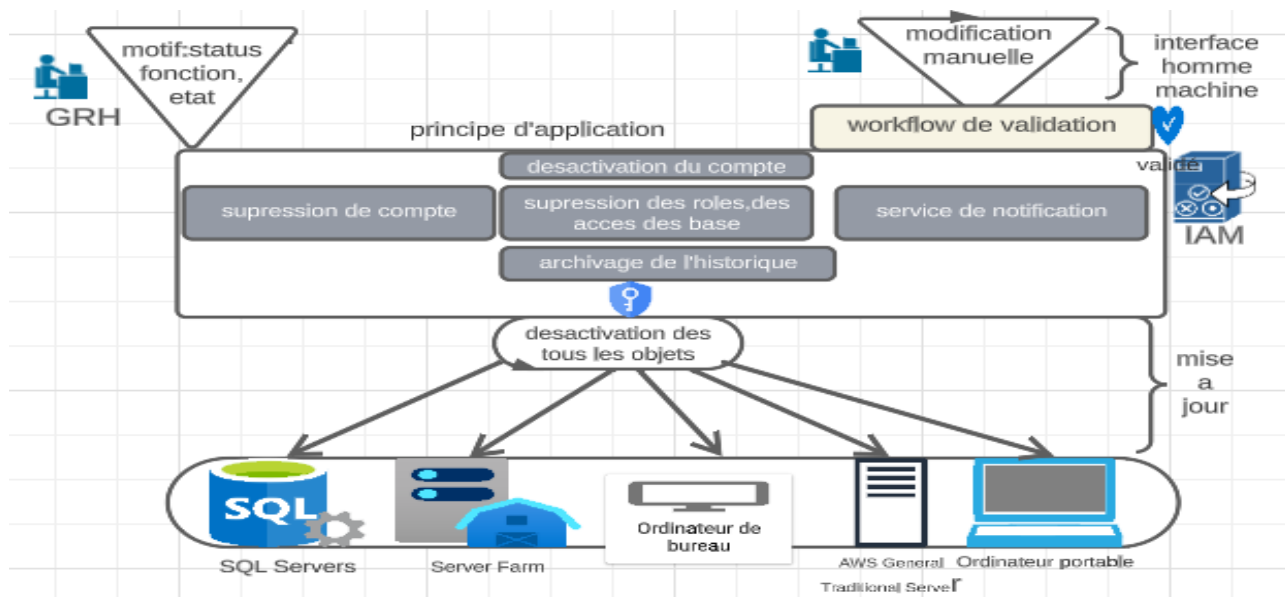 motif:status
fonction,
etat
GRH
modification
manuelle
interface
homme
machine
principe d'application
workflow de validation
validé
desactivation du compte
supression de compte
supression des roles,des
acces des base
service de notification
IAM
archivage de l'historique
desactivation des
tous les objets
mise
a
jour
SQL
SQL Servers
Server Farm
Ordinateur de
bureau
AWS General
Traditional Server
Ordinateur portable